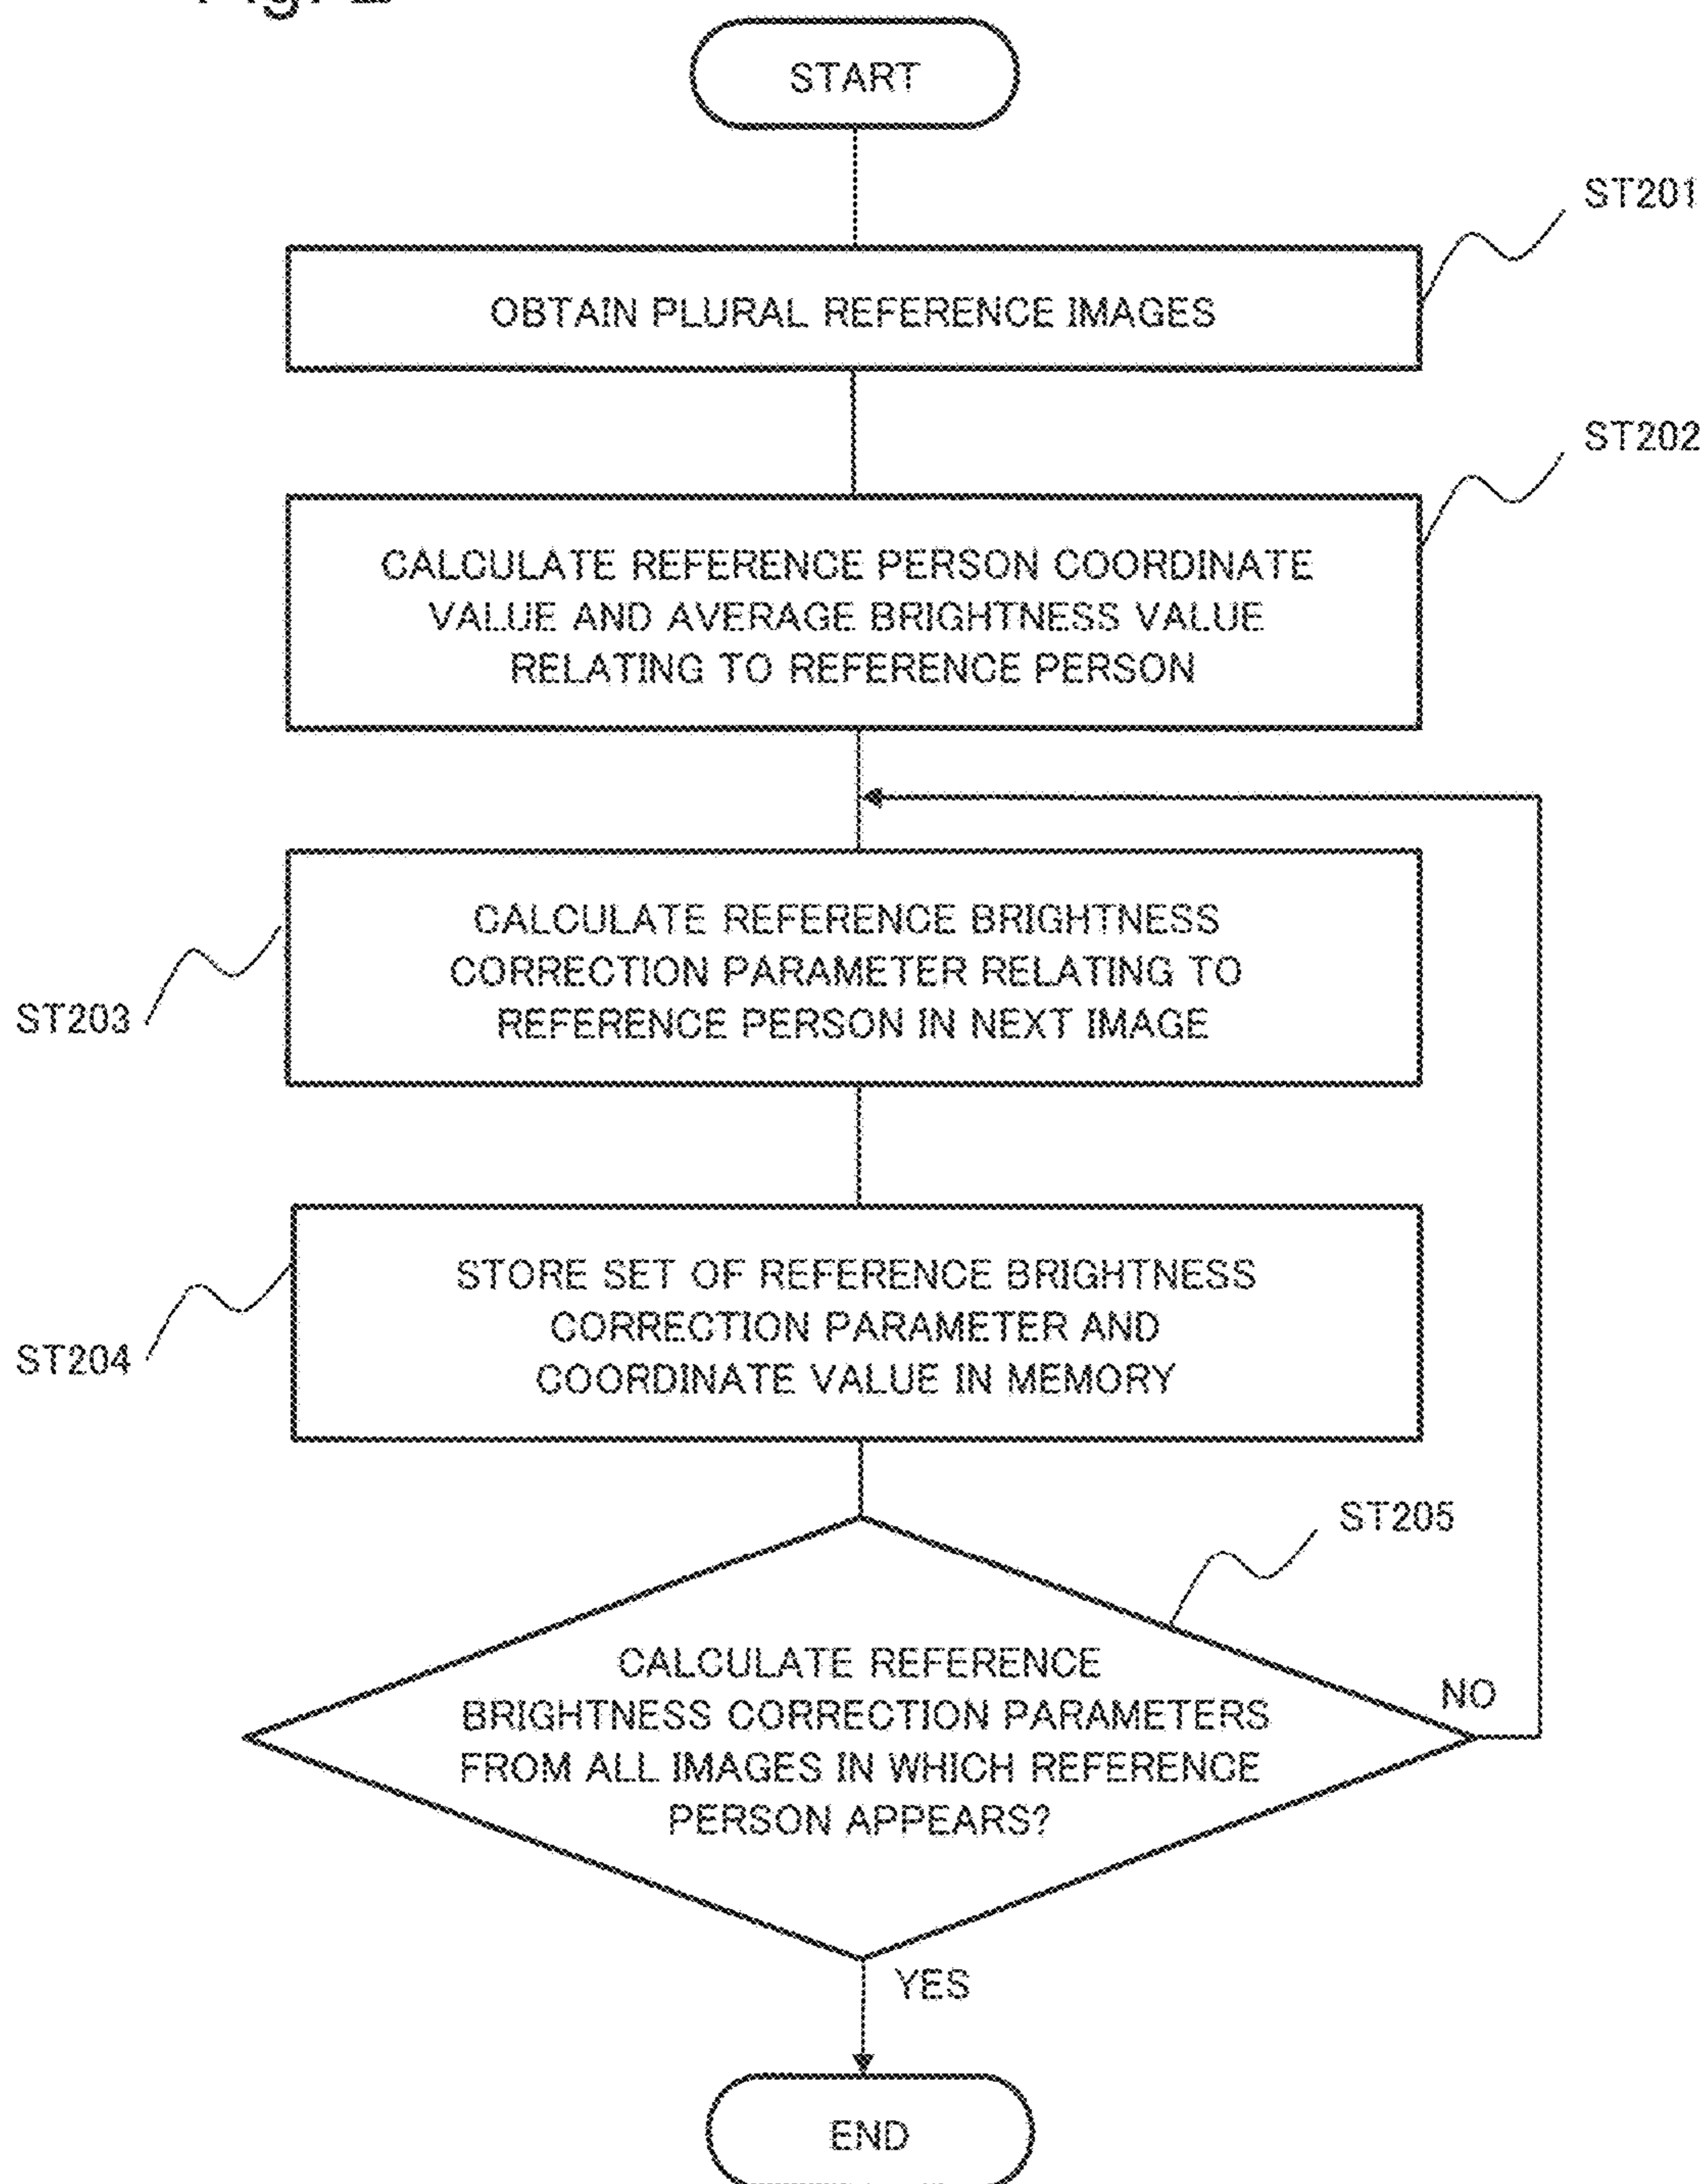 START
ST201
OBTAIN PLURAL REFERENCE IMAGES
ST202
CALCULATE REFERENCE PERSON COORDINATE
VALUE AND AVERAGE BRIGHTNESS VALUE
RELATING TO REFERENCE PERSON
CALCULATE REFERENCE BRIGHTNESS
CORRECTION PARAMETER RELATING TO
REFERENCE PERSON IN NEXT IMAGE
ST203
STORE SET OF REFERENCE BRIGHTNESS
CORRECTION PARAMETER AND
COORDINATE VALUE IN MEMORY
ST204
ST205
CALCULATE REFERENCE
BRIGHTNESS CORRECTION PARAMETERS
FROM ALL IMAGES IN WHICH REFERENCE
PERSON APPEARS?
NO
YES
END